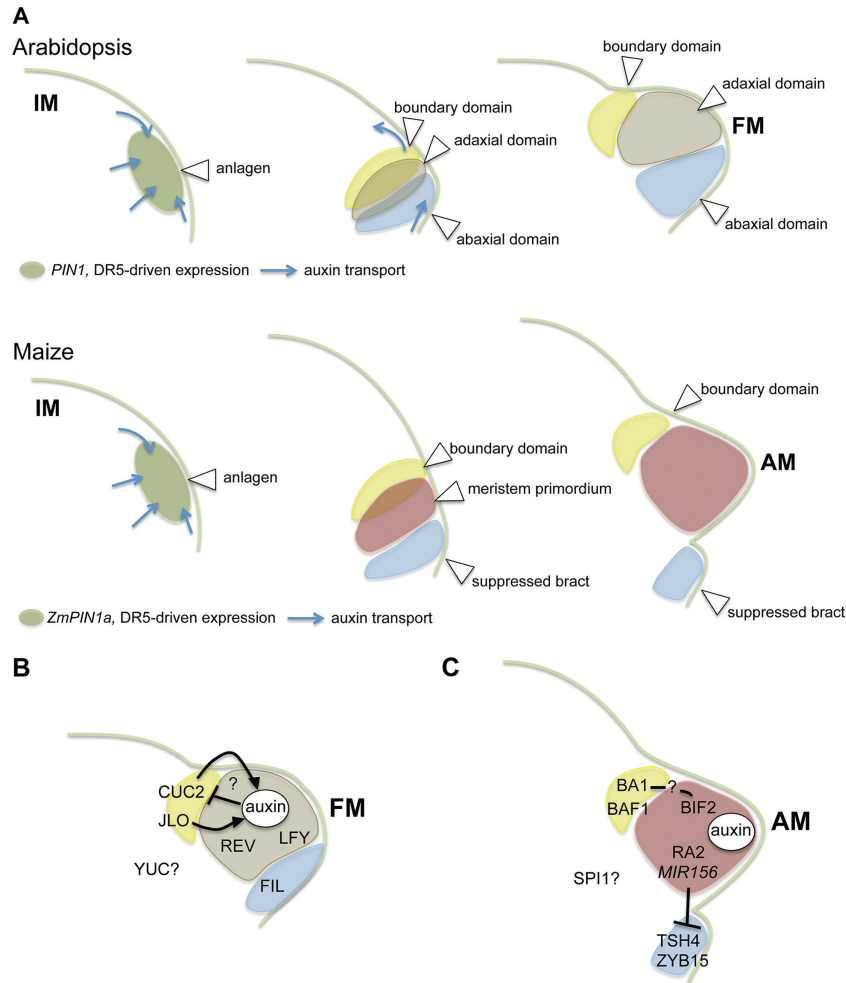 A
Arabidopsis
IM
anlagen
boundary domain
adaxial domain
abaxial domain
boundary domain
adaxial domain
FM
abaxial domain
PIN1, DR5-driven expression
auxin transport
Maize
IM
anlagen
boundary domain
meristem primordium
suppressed bract
boundary domain
AM
suppressed bract
ZmPIN1a, DR5-driven expression
auxin transport
B
CUC2
?
auxin
JLO
REV
LFY
FM
YUC?
FIL
C
BA1
?
BAF1
BIF2
auxin
AM
RA2
MIR156
SPI1?
TSH4
ZYB15